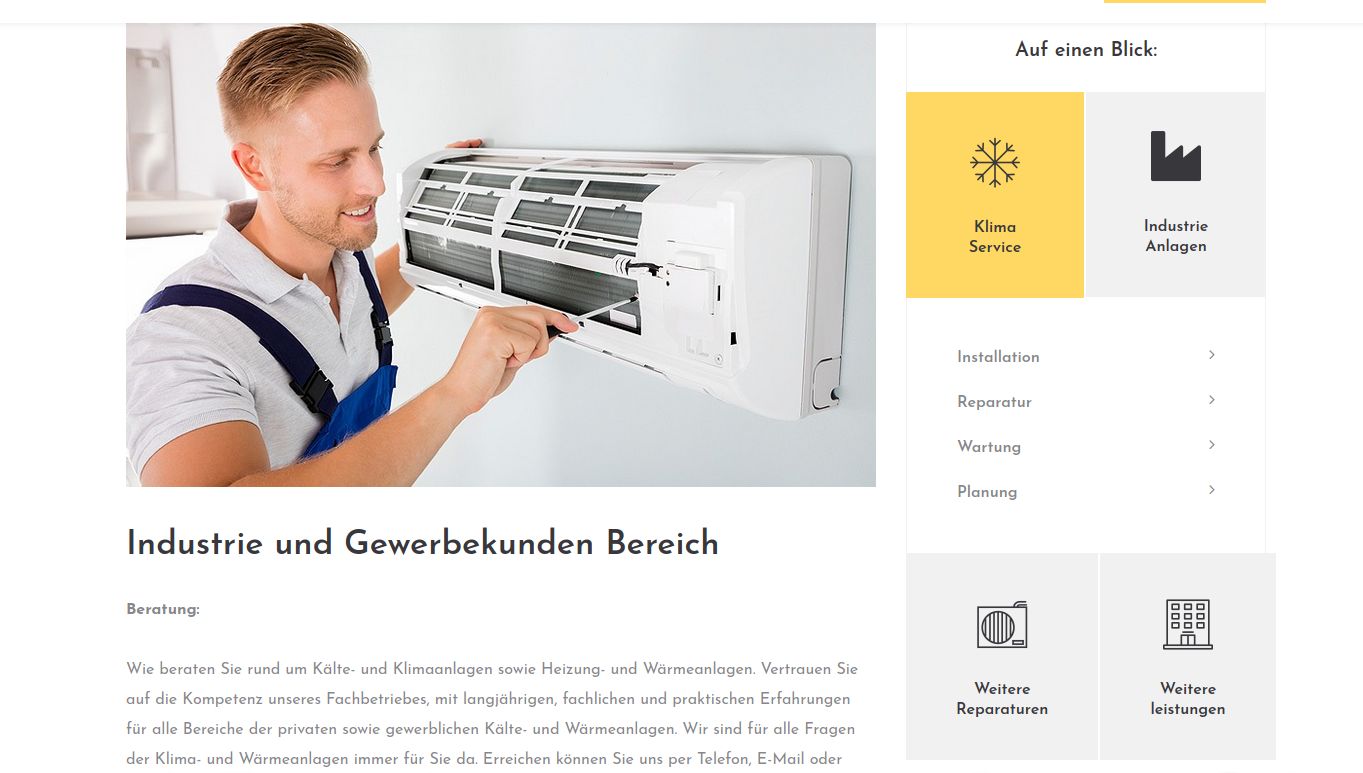 Auf einen Blick:
Klima
Service
Industrie
Anlagen
Installation
Reparatur
Wartung
Planung
Weitere
Reparaturen
Weitere
leistungen
Industrie und Gewerbekunden Bereich
Beratung:
Wie beraten Sie rund um Kälte- und Klimaanlagen sowie Heizung- und Wärmeanlagen. Vertrauen Sie
auf die Kompetenz unseres Fachbetriebes, mit langjährigen, fachlichen und praktischen Erfahrungen
für alle Bereiche der privaten sowie gewerblichen Kälte- und Wärmeanlagen. Wir sind für alle Fragen
der Klima- und Wärmeanlagen immer für Sie da. Erreichen können Sie uns per Telefon, E-Mail oder